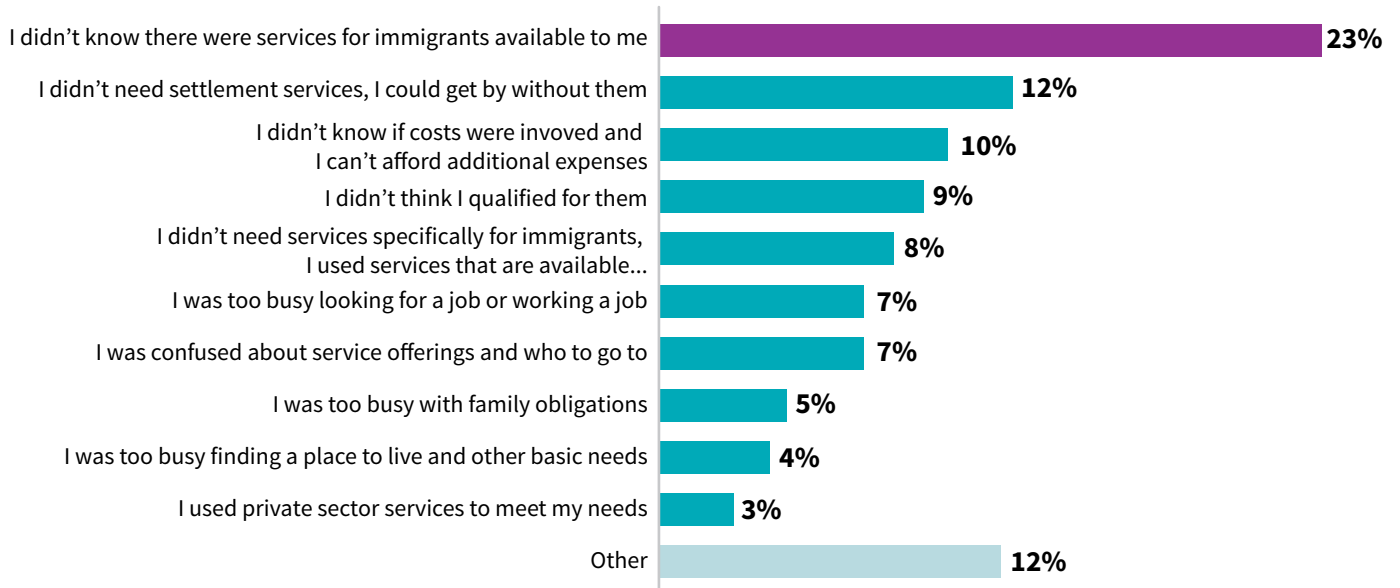 I didn’t know there were services for immigrants available to me 23%
I didn’t need settlement services, I could get by without them 12%
I didn’t know if costs were invoved and
I can’t afford additional expenses 10%
I didn’t think I qualified for them 9%
I didn’t need services specifically for immigrants,
I used services that are available... 8%
I was too busy looking for a job or working a job 7%
I was confused about service offerings and who to go to 7%
I was too busy with family obligations 5%
I was too busy finding a place to live and other basic needs 4%
I used private sector services to meet my needs 3%
Other 12%